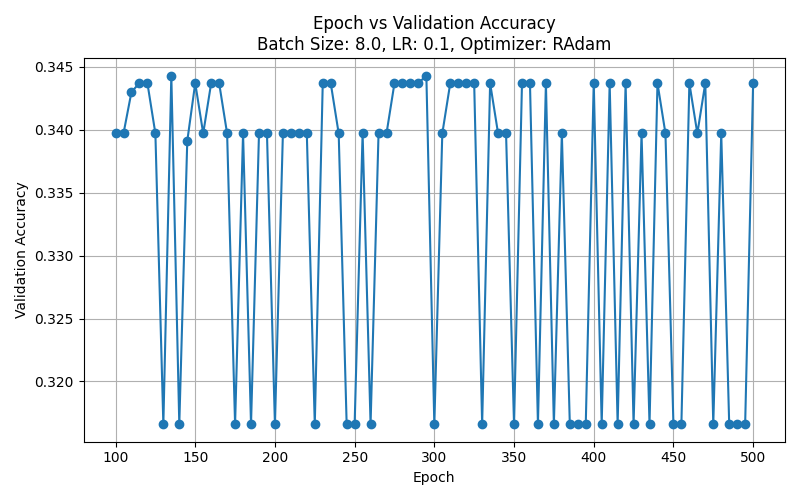 Epoch vs Validation Accuracy
Batch Size: 8.0, LR: 0.1, Optimizer: RAdam
0.345
0.340
0.335
0.330
0.325
0.320
Validation Accuracy
100 150 200 250 300 350 400 450 500
Epoch